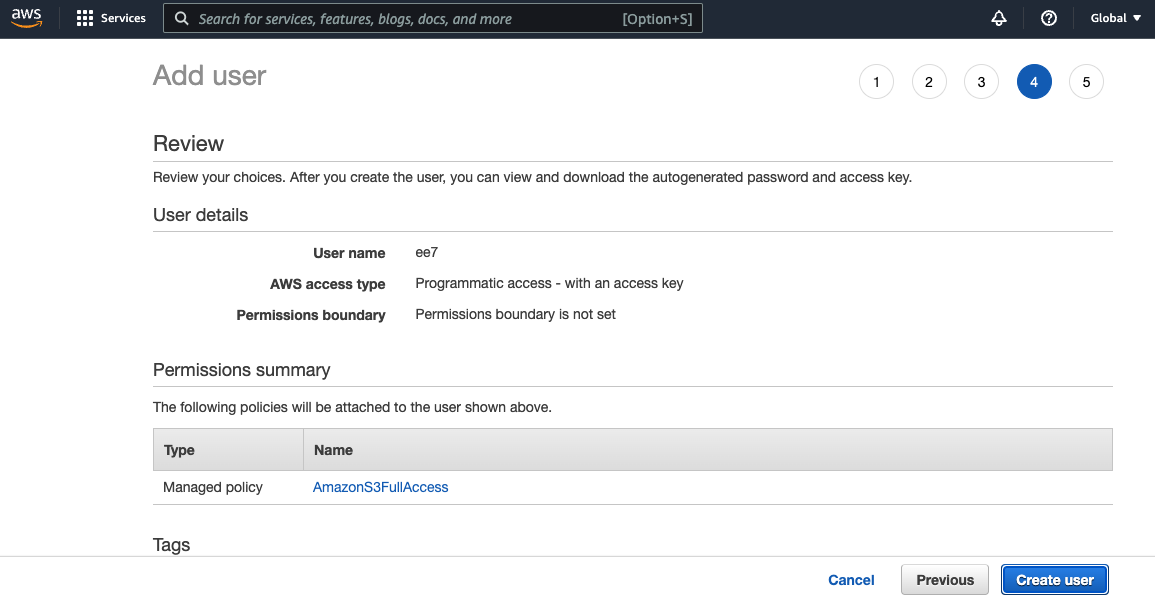 aws Services Search for services, features, blogs, docs, and more [Option+S] Global
Add user 1 2 3 4 5
Review
Review your choices. After you create the user, you can view and download the autogenerated password and access key.
User details
User name ee7
AWS access type Programmatic access - with an access key
Permissions boundary Permissions boundary is not set
Permissions summary
The following policies will be attached to the user shown above.
Type Name
Managed policy AmazonS3FullAccess
Tags
Cancel Previous Create user